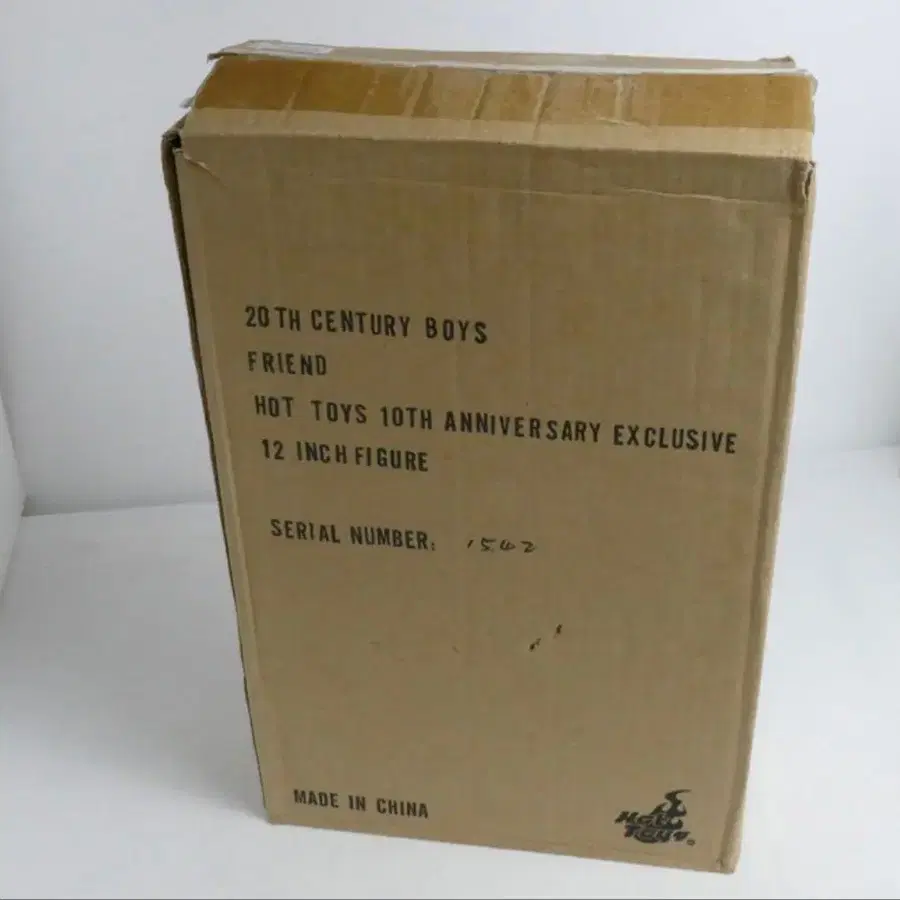 20TH CENTURY BOYS
FRIEND
HOT TOYS 10TH ANNIVERSARY EXCLUSIVE
12 INCH FIGURE
SERIAL NUMBER: 1542
MADE IN CHINA
Hot
Toys